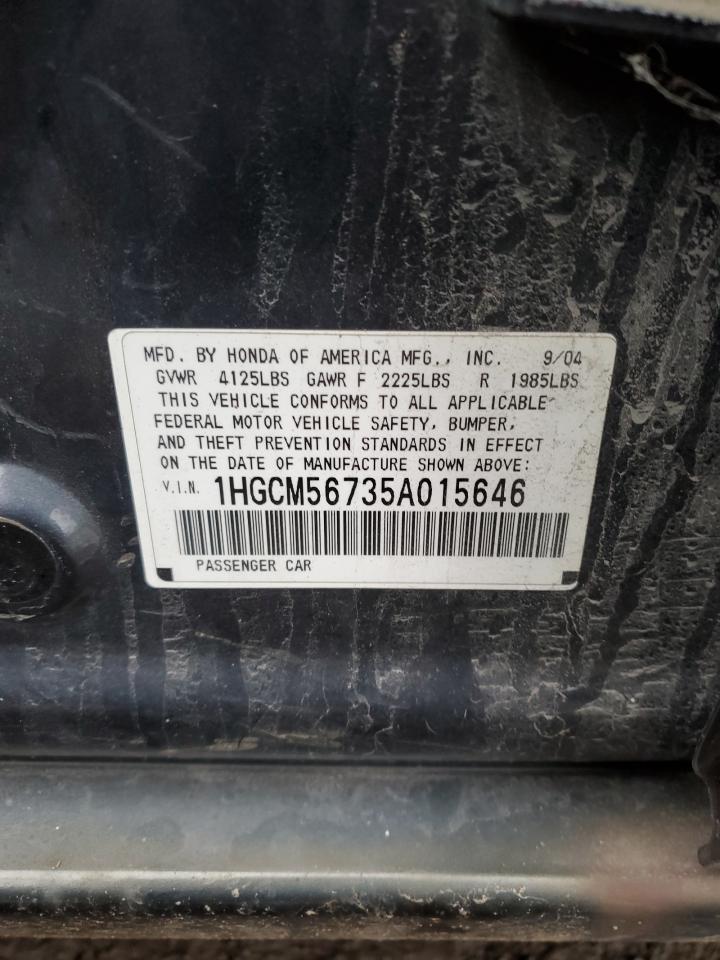 MFD. BY HONDA OF AMERICA MFG., INC. 9/04
GVWR 4125LBS GAWR F 2225LBS R 1985LBS
THIS VEHICLE CONFORMS TO ALL APPLICABLE
FEDERAL MOTOR VEHICLE SAFETY, BUMPER,
AND THEFT PREVENTION STANDARDS IN EFFECT
ON THE DATE OF MANUFACTURE SHOWN ABOVE:
V.I.N. 1HGCM56735A015646
PASSENGER CAR